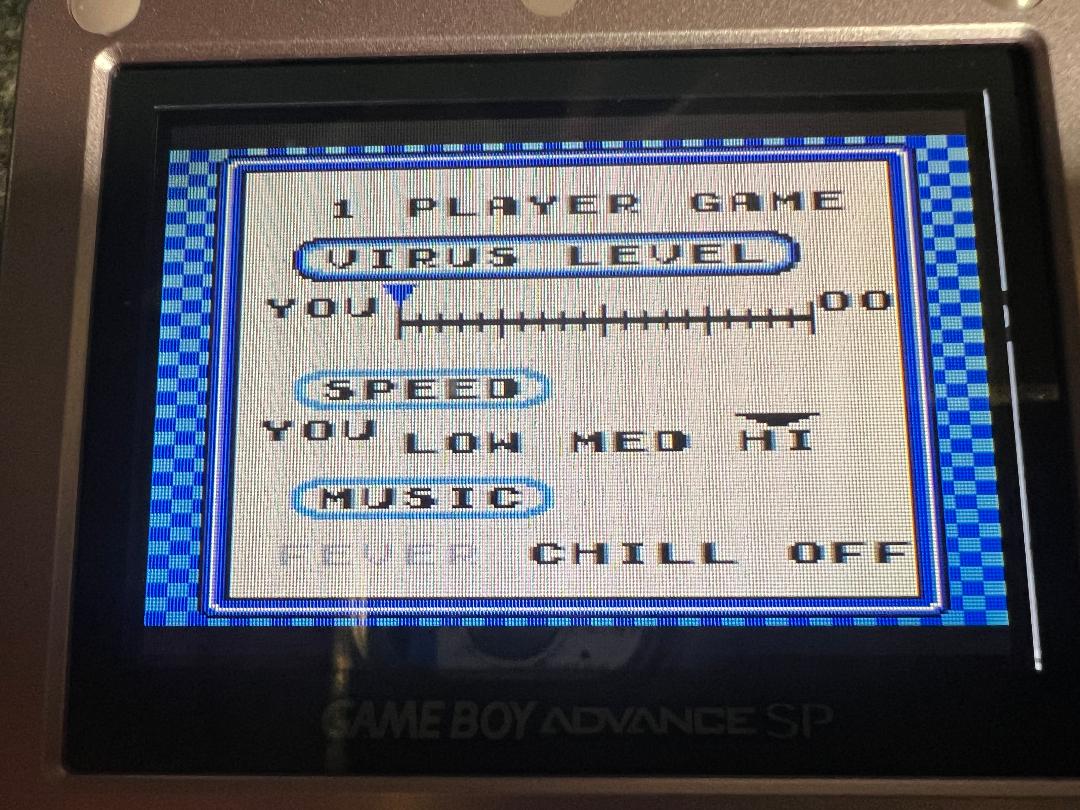 1 PLAYER GAME
VIRUS LEVEL
YOU 00
SPEED
YOU LOW MED HI
MUSIC
FEVER CHILL OFF
GAME BOY ADVANCE SP